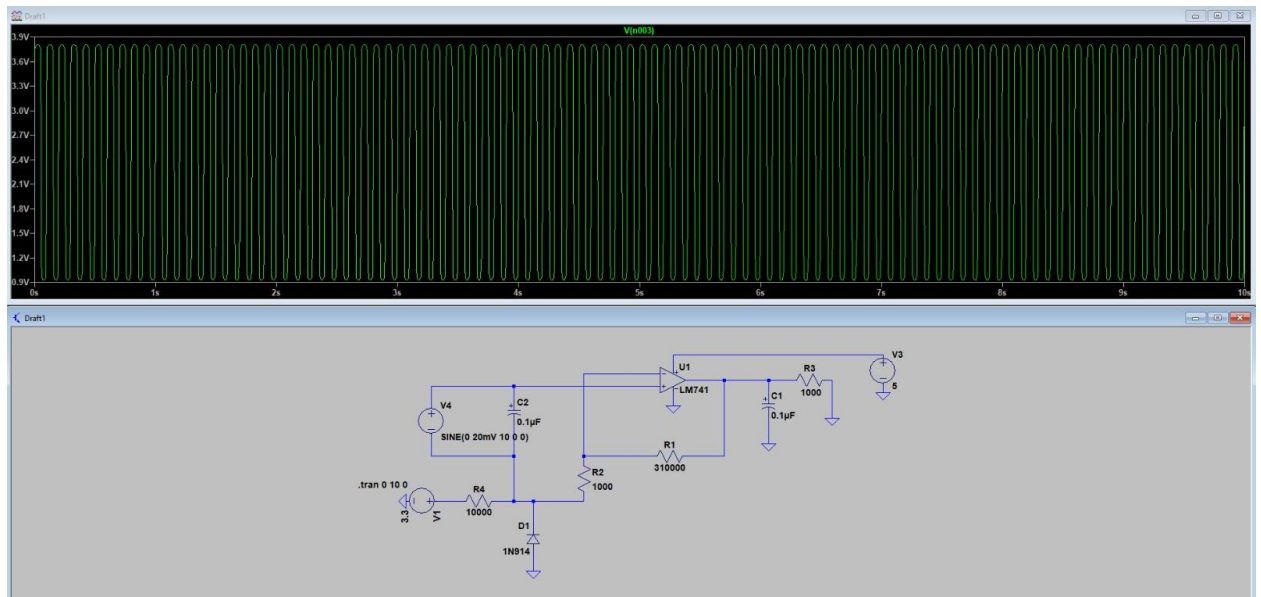 Draft1
V(n003)
3.9V
3.6V
3.3V
3.0V
2.7V
2.4V
2.1V
1.8V
1.5V
1.2V
0.9V
0s 1s 2s 3s 4s 5s 6s 7s 8s 9s 10s
Draft1
V3
5
U1
LM741
R3
1000
C1
0.1µF
V4
SINE(0 20mV 10 0 0)
C2
0.1µF
R1
310000
R2
1000
.tran 0 10 0
3.3
V1
R4
10000
D1
1N914